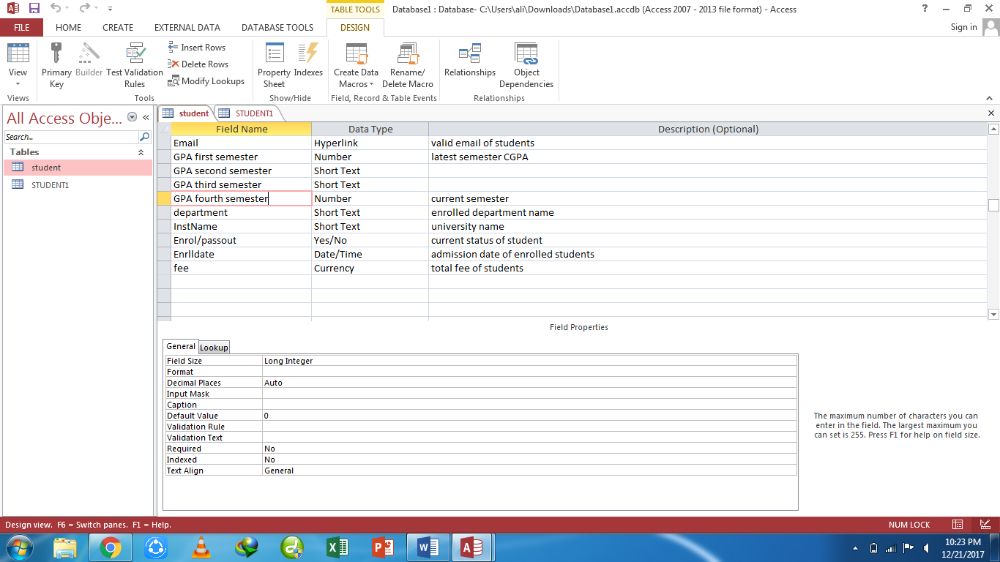 TABLE TOOLS
Database1 : Database- C:\Users\ali\Downloads\Database1.accdb (Access 2007 - 2013 file format) - Access
FILE HOME CREATE EXTERNAL DATA DATABASE TOOLS DESIGN Sign in
View
Primary Key
Builder
Test Validation Rules
Insert Rows
Delete Rows
Modify Lookups
Property Sheet
Indexes
Create Data Macros
Rename/ Delete Macro
Relationships
Object Dependencies
Views Tools Show/Hide Field, Record & Table Events Relationships
All Access Obje...
Search...
Tables
student
STUDENT1
student STUDENT1
Field Name Data Type Description (Optional)
Email Hyperlink valid email of students
GPA first semester Number latest semester CGPA
GPA second semester Short Text
GPA third semester Short Text
GPA fourth semester Number current semester
department Short Text enrolled department name
InstName Short Text university name
Enrol/passout Yes/No current status of student
Enrlldate Date/Time admission date of enrolled students
fee Currency total fee of students
Field Properties
General Lookup
Field Size Long Integer
Format
Decimal Places Auto
Input Mask
Caption
Default Value 0
Validation Rule
Validation Text
Required No
Indexed No
Text Align General
The maximum number of characters you can
enter in the field. The largest maximum you
can set is 255. Press F1 for help on field size.
Design view. F6 = Switch panes. F1 = Help. NUM LOCK
10:23 PM
12/21/2017